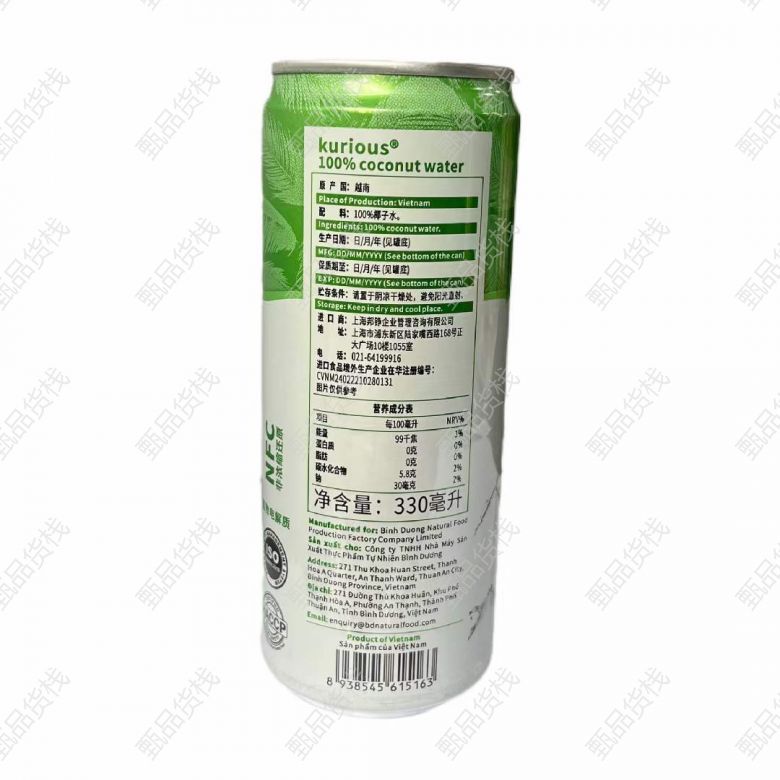 kurious®
100% coconut water
原 产 国：越南
Place of Production: Vietnam
配 料：100%椰子水。
Ingredients: 100% coconut water.
生产日期：日/月/年(见罐底)
MFG: DD/MM/YYYY (See bottom of the can)
保质期至：日/月/年(见罐底)
EXP: DD/MM/YYYY (See bottom of the can)
贮存条件：请置于阴凉干燥处，避免阳光直射。
Storage: Keep in dry and cool place.
进 口 商：上海邦铮企业管理咨询有限公司
地 址：上海市浦东新区陆家嘴西路168号正
大广场10楼1055室
电 话：021-64199916
进口食品境外生产企业在华注册编号：
CVNM24022210280131
图片仅供参考
营养成分表
项目 每100毫升 NRV%
能量 99千焦 1%
蛋白质 0克 0%
脂肪 0克 0%
碳水化合物 5.8克 2%
钠 30毫克 2%
净含量：330毫升
Manufactured for: Binh Duong Natural Food
Production Factory Company Limited
Sản xuất cho: Công ty TNHH Nhà Máy Sản
Xuất Thực Phẩm Tự Nhiên Bình Dương
Address: 271 Thu Khoa Huan Street, Thanh
Hoa A Quarter, An Thanh Ward, Thuan An City,
Binh Duong Province, Vietnam
Địa chỉ: 271 Đường Thủ Khoa Huân, Khu Phố
Thạnh Hòa A, Phường An Thạnh, Thành Phố
Thuận An, Tỉnh Bình Dương, Việt Nam
Email: enquiry@bdnaturalfood.com
Product of Vietnam
Sản phẩm của Việt Nam
8 938545 615163
NFC
非浓缩还原
电解质
ISO
甄品货栈